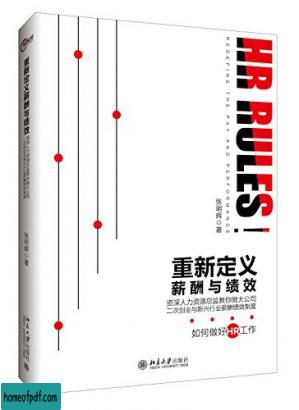 重新定义薪酬与绩效
张明辉 著
HR RULES!
REDEFINE THE PAY AND PERFORMANCE
张明辉 著
重新定义
薪酬与绩效
资深人力资源总监教你做大公司
二次创业与新兴行业薪酬绩效制度
如何做好HR工作
北京大学出版社
homeofpdf.com